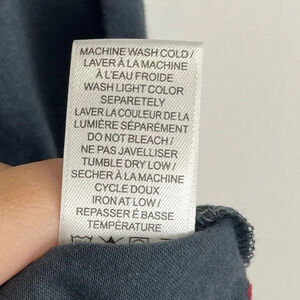 MACHINE WASH COLD /
LAVER À LA MACHINE
À L'EAU FROIDE
WASH LIGHT COLOR
SEPARETELY
LAVER LA COULEUR DE LA
LUMIÈRE SÉPARÉMENT
DO NOT BLEACH /
NE PAS JAVELLISER
TUMBLE DRY LOW /
SECHER À LA MACHINE
CYCLE DOUX
IRON AT LOW /
REPASSER É BASSE
TEMPÉRATURE